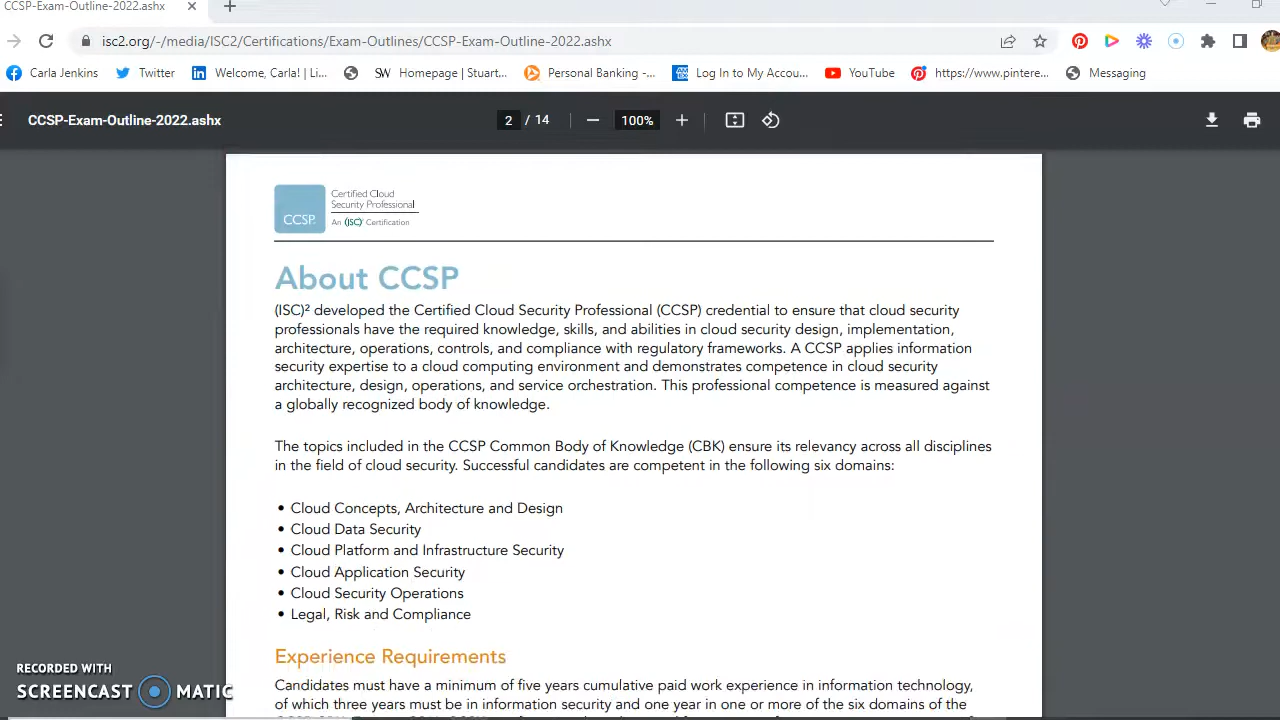 CCSP-Exam-Outline-2022.ashx
isc2.org/-/media/ISC2/Certifications/Exam-Outlines/CCSP-Exam-Outline-2022.ashx
Carla Jenkins Twitter Welcome, Carla! | Li... SW Homepage | Stuart... Personal Banking -... Log In to My Accou... YouTube https://www.pintere... Messaging
CCSP-Exam-Outline-2022.ashx 2 / 14 100%
Certified Cloud
Security Professional
CCSP. An (ISC)² Certification
About CCSP
(ISC)² developed the Certified Cloud Security Professional (CCSP) credential to ensure that cloud security
professionals have the required knowledge, skills, and abilities in cloud security design, implementation,
architecture, operations, controls, and compliance with regulatory frameworks. A CCSP applies information
security expertise to a cloud computing environment and demonstrates competence in cloud security
architecture, design, operations, and service orchestration. This professional competence is measured against
a globally recognized body of knowledge.
The topics included in the CCSP Common Body of Knowledge (CBK) ensure its relevancy across all disciplines
in the field of cloud security. Successful candidates are competent in the following six domains:
• Cloud Concepts, Architecture and Design
• Cloud Data Security
• Cloud Platform and Infrastructure Security
• Cloud Application Security
• Cloud Security Operations
• Legal, Risk and Compliance
Experience Requirements
Candidates must have a minimum of five years cumulative paid work experience in information technology,
of which three years must be in information security and one year in one or more of the six domains of the
RECORDED WITH
SCREENCAST MATIC